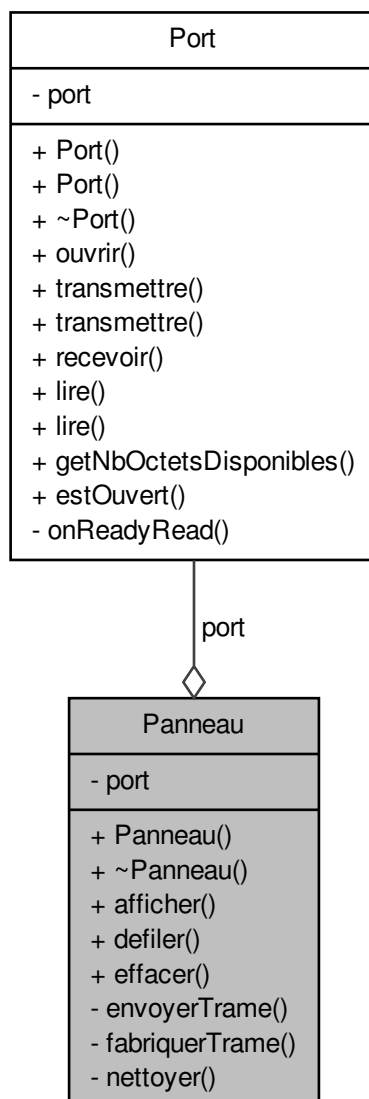 Port
- port
+ Port()
+ Port()
+ ~Port()
+ ouvrir()
+ transmettre()
+ transmettre()
+ recevoir()
+ lire()
+ lire()
+ getNbOctetsDisponibles()
+ estOuvert()
- onReadyRead()
port
Panneau
- port
+ Panneau()
+ ~Panneau()
+ afficher()
+ defiler()
+ effacer()
- envoyerTrame()
- fabriquerTrame()
- nettoyer()